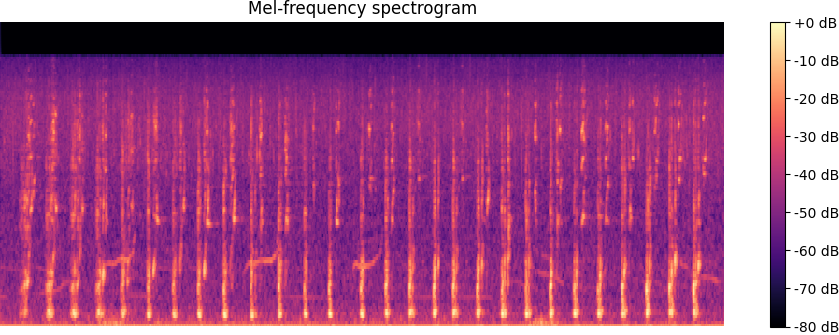 Mel-frequency spectrogram
+0 dB
-10 dB
-20 dB
-30 dB
-40 dB
-50 dB
-60 dB
-70 dB
-80 dB